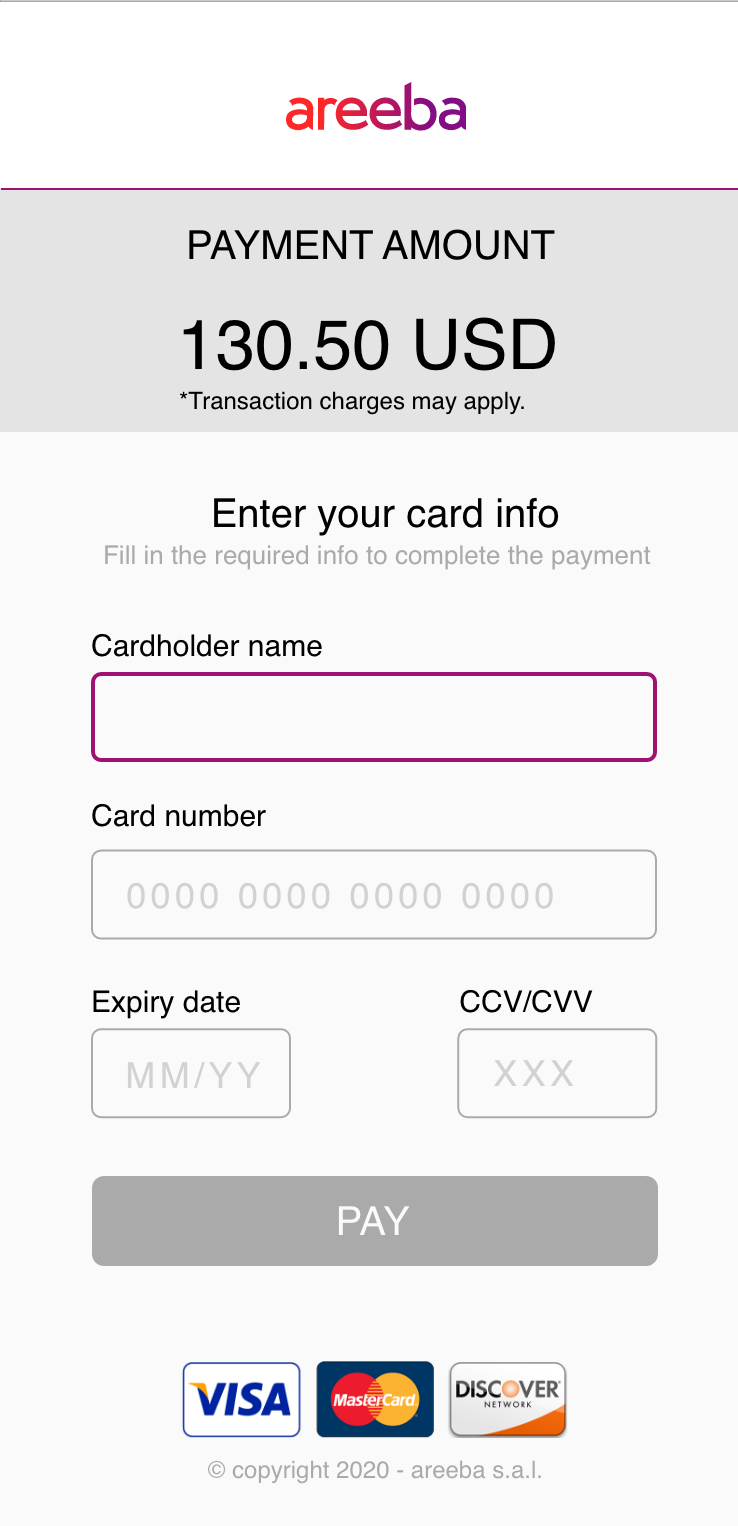 areeba
PAYMENT AMOUNT
130.50 USD
*Transaction charges may apply.
Enter your card info
Fill in the required info to complete the payment
Cardholder name
Card number
0000 0000 0000 0000
Expiry date CCV/CVV
MM/YY XXX
PAY
VISA MasterCard DISCOVER
NETWORK
© copyright 2020 - areeba s.a.l.